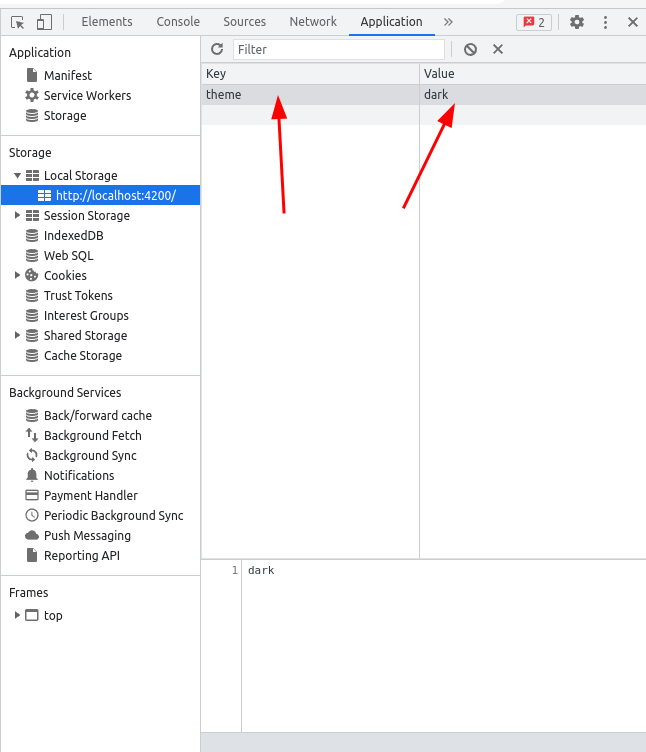 Elements Console Sources Network Application » 2
Application
Manifest
Service Workers
Storage
Storage
Local Storage
http://localhost:4200/
Session Storage
IndexedDB
Web SQL
Cookies
Trust Tokens
Interest Groups
Shared Storage
Cache Storage
Background Services
Back/forward cache
Background Fetch
Background Sync
Notifications
Payment Handler
Periodic Background Sync
Push Messaging
Reporting API
Frames
top
Filter
Key Value
theme dark
1 dark